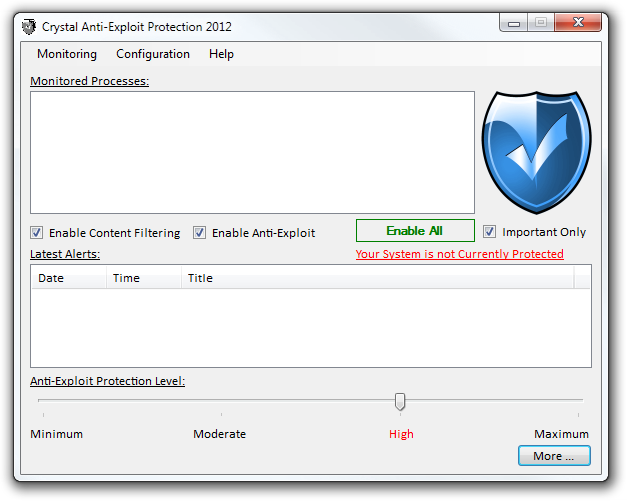 Crystal Anti-Exploit Protection 2012
Monitoring Configuration Help
Monitored Processes:
Enable Content Filtering Enable Anti-Exploit Enable All Important Only
Latest Alerts: Your System is not Currently Protected
Date Time Title
Anti-Exploit Protection Level:
Minimum Moderate High Maximum
More ...